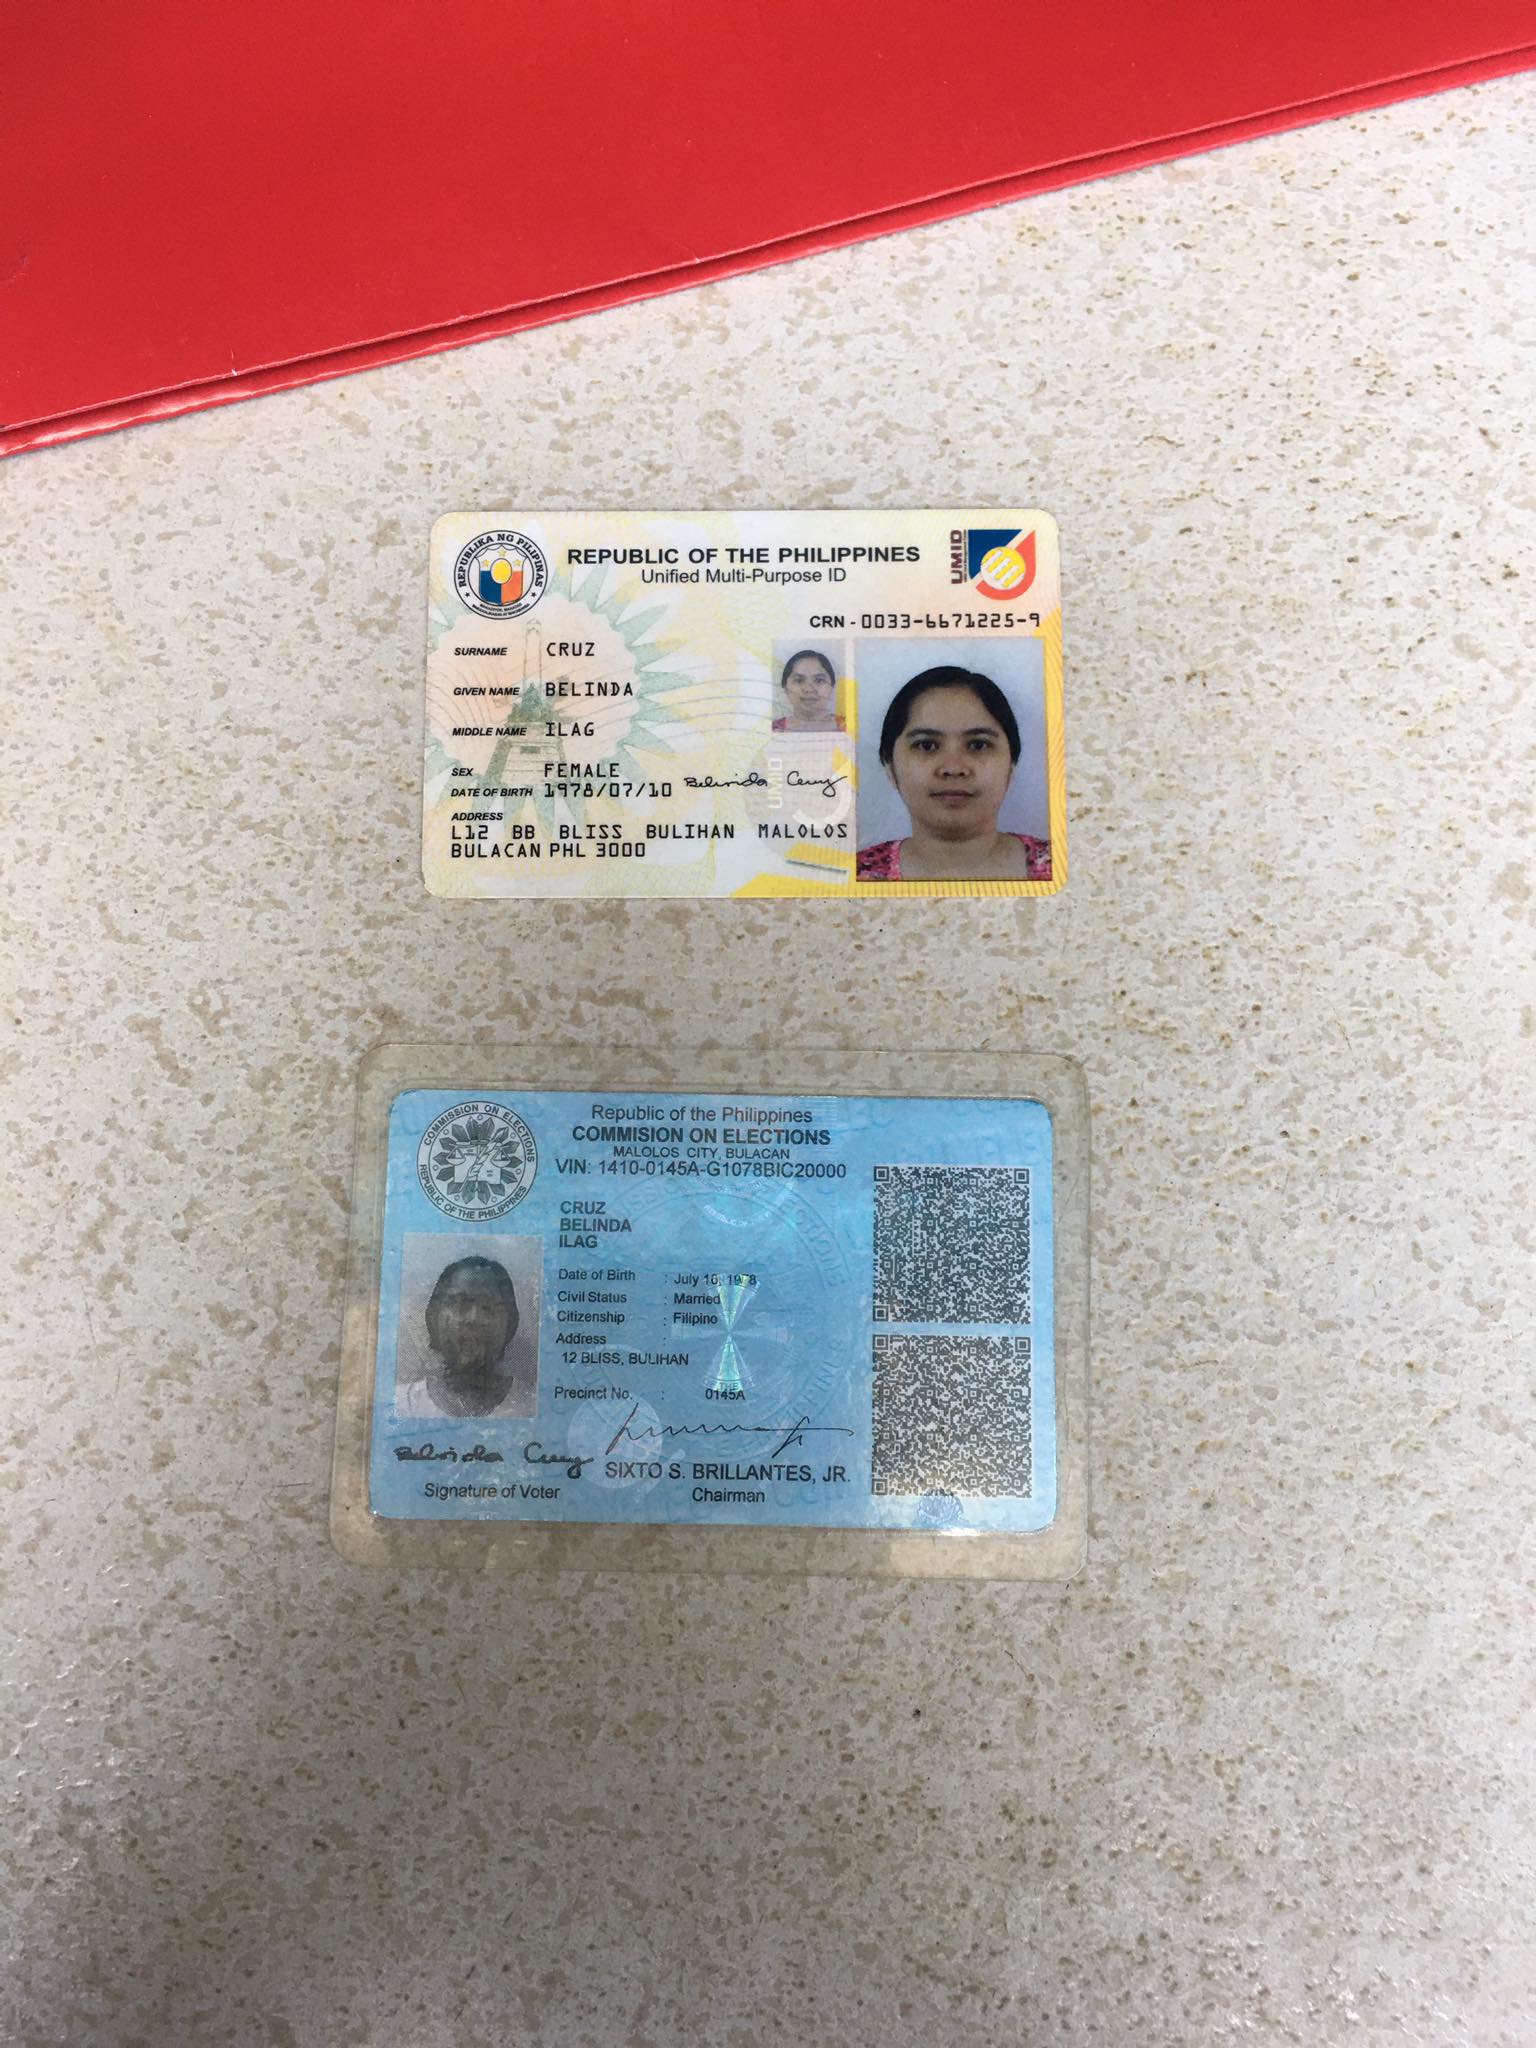 REPUBLIKA NG PILIPINAS
REPUBLIC OF THE PHILIPPINES
Unified Multi-Purpose ID
UMID
CRN - 0033-6671225-9
SURNAME CRUZ
GIVEN NAME BELINDA
MIDDLE NAME ILAG
SEX FEMALE
DATE OF BIRTH 1978/07/10 Belinda Cruz
ADDRESS
L12 BB BLISS BULIHAN MALOLOS
BULACAN PHL 3000
UMID
COMMISSION ON ELECTIONS
REPUBLIC OF THE PHILIPPINES
Republic of the Philippines
COMMISION ON ELECTIONS
MALOLOS CITY, BULACAN
VIN: 1410-0145A-G1078BIC20000
CRUZ
BELINDA
ILAG
Date of Birth : July 10, 1978
Civil Status : Married
Citizenship : Filipino
Address :
12 BLISS, BULIHAN
Precinct No. : 0145A
Belinda Cruz
SIXTO S. BRILLANTES, JR.
Signature of Voter Chairman